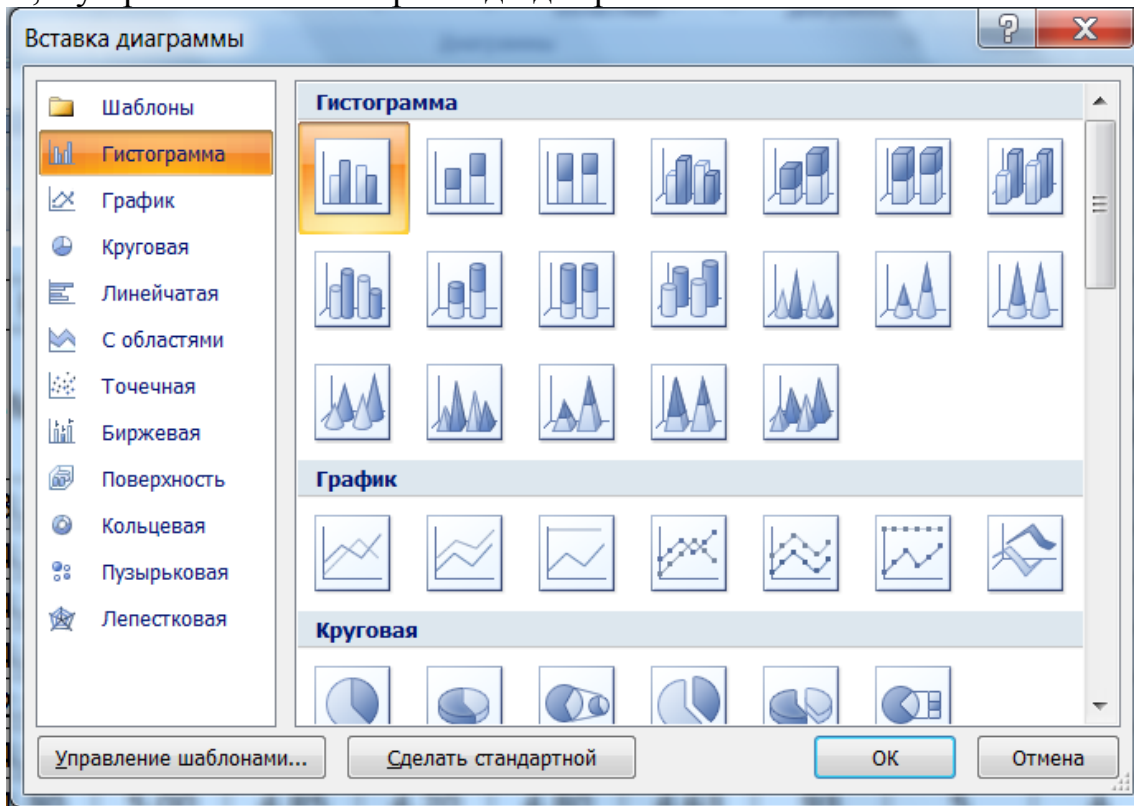 Вставка диаграммы
Шаблоны
Гистограмма
График
Круговая
Линейчатая
С областями
Точечная
Биржевая
Поверхность
Кольцевая
Пузырьковая
Лепестковая
Гистограмма
График
Круговая
Управление шаблонами...
Сделать стандартной
ОК
Отмена